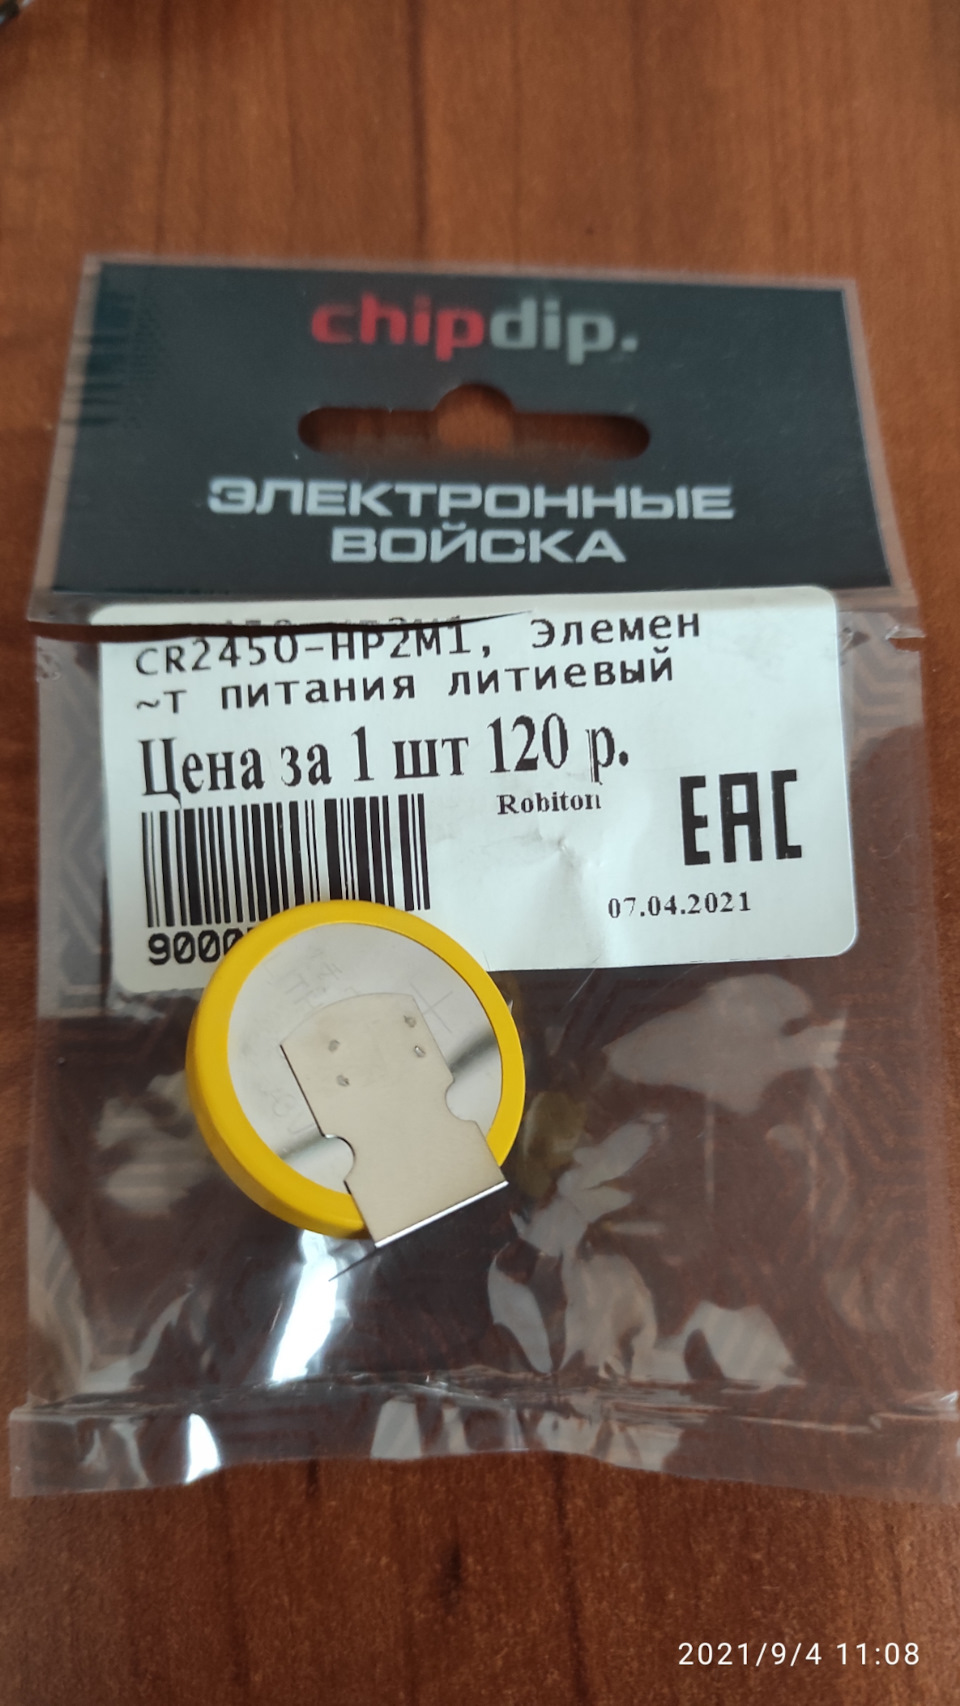 chipdip.
ЭЛЕКТРОННЫЕ
ВОЙСКА
CR2450-HP2M1, Элемен
~т питания литиевый
Цена за 1 шт 120 р.
Robiton
EAC
07.04.2021
+
2021/9/4 11:08